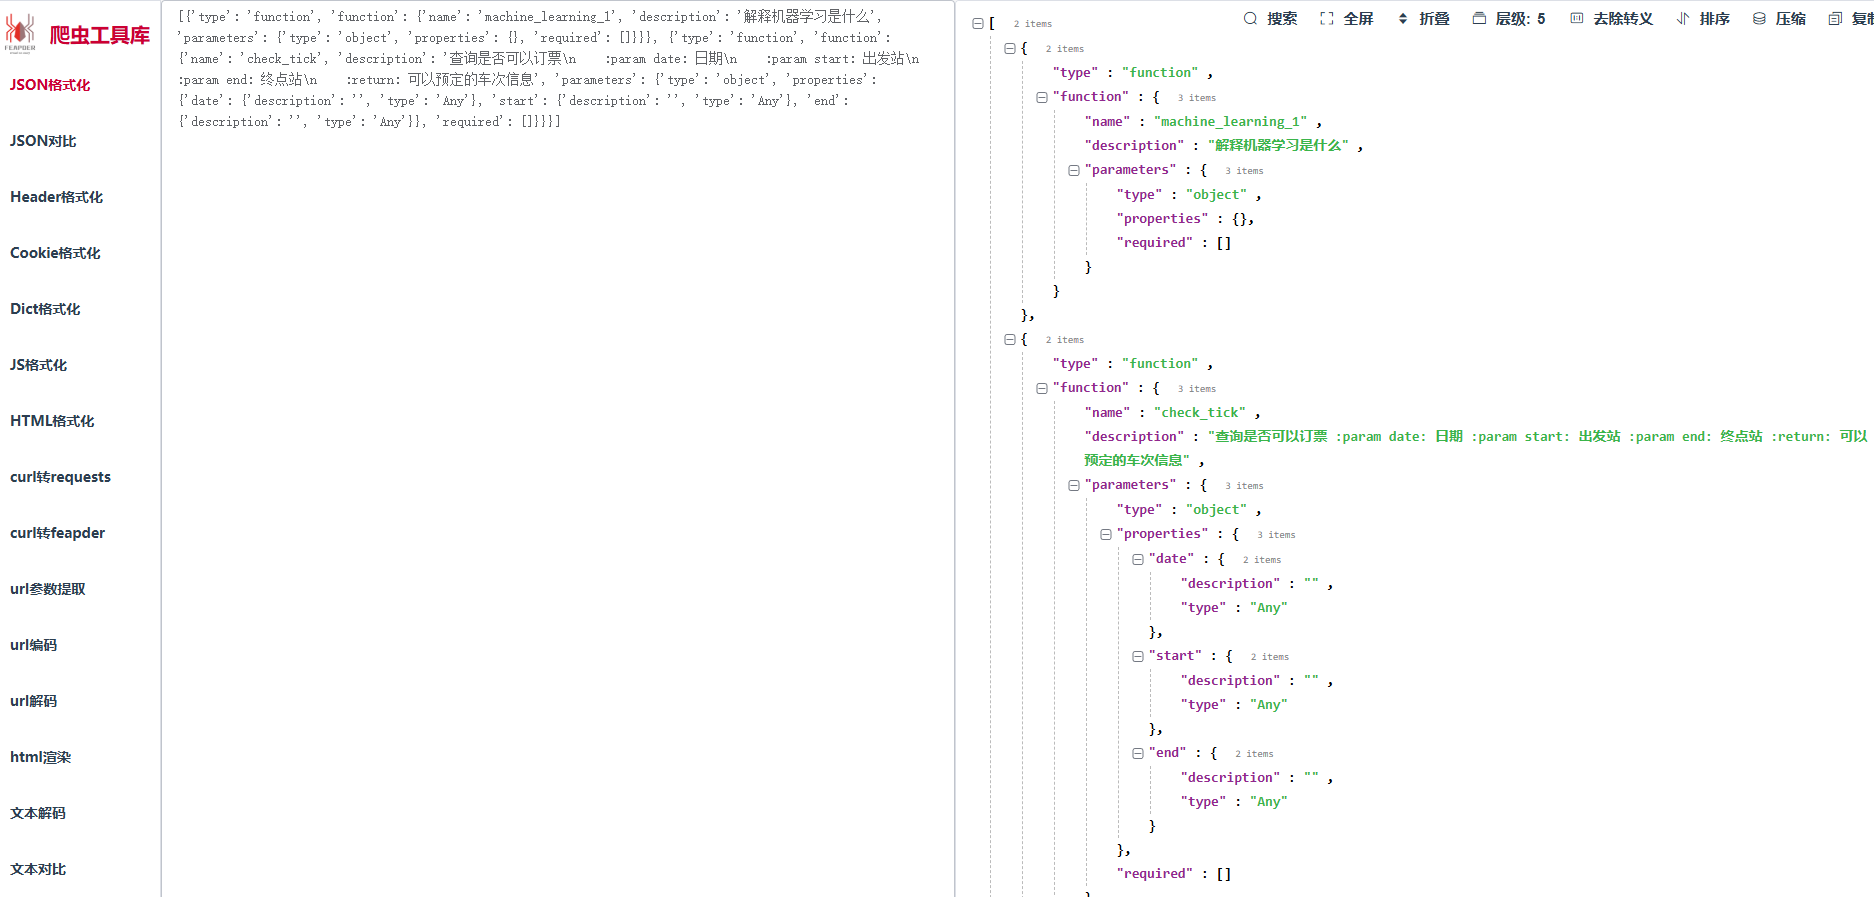 FEAPDER
爬虫工具库
JSON格式化
JSON对比
Header格式化
Cookie格式化
Dict格式化
JS格式化
HTML格式化
curl转requests
curl转feapder
url参数提取
url编码
url解码
html渲染
文本解码
文本对比
[{'type': 'function', 'function': {'name': 'machine_learning_1', 'description': '解释机器学习是什么',
'parameters': {'type': 'object', 'properties': {}, 'required': []}}}, {'type': 'function', 'function':
{'name': 'check_tick', 'description': '查询是否可以订票\n    :param date: 日期\n    :param start: 出发站\n
:param end: 终点站\n    :return: 可以预定的车次信息', 'parameters': {'type': 'object', 'properties':
{'date': {'description': '', 'type': 'Any'}, 'start': {'description': '', 'type': 'Any'}, 'end':
{'description': '', 'type': 'Any'}}, 'required': []}}}]
搜索 全屏 折叠 层级: 5 去除转义 排序 压缩
[ 2 items
{ 2 items
"type" : "function" ,
"function" : { 3 items
"name" : "machine_learning_1" ,
"description" : "解释机器学习是什么" ,
"parameters" : { 3 items
"type" : "object" ,
"properties" : {},
"required" : []
}
}
},
{ 2 items
"type" : "function" ,
"function" : { 3 items
"name" : "check_tick" ,
"description" : "查询是否可以订票 :param date: 日期 :param start: 出发站 :param end: 终点站 :return: 可以
预定的车次信息" ,
"parameters" : { 3 items
"type" : "object" ,
"properties" : { 3 items
"date" : { 2 items
"description" : "" ,
"type" : "Any"
},
"start" : { 2 items
"description" : "" ,
"type" : "Any"
},
"end" : { 2 items
"description" : "" ,
"type" : "Any"
}
},
"required" : []